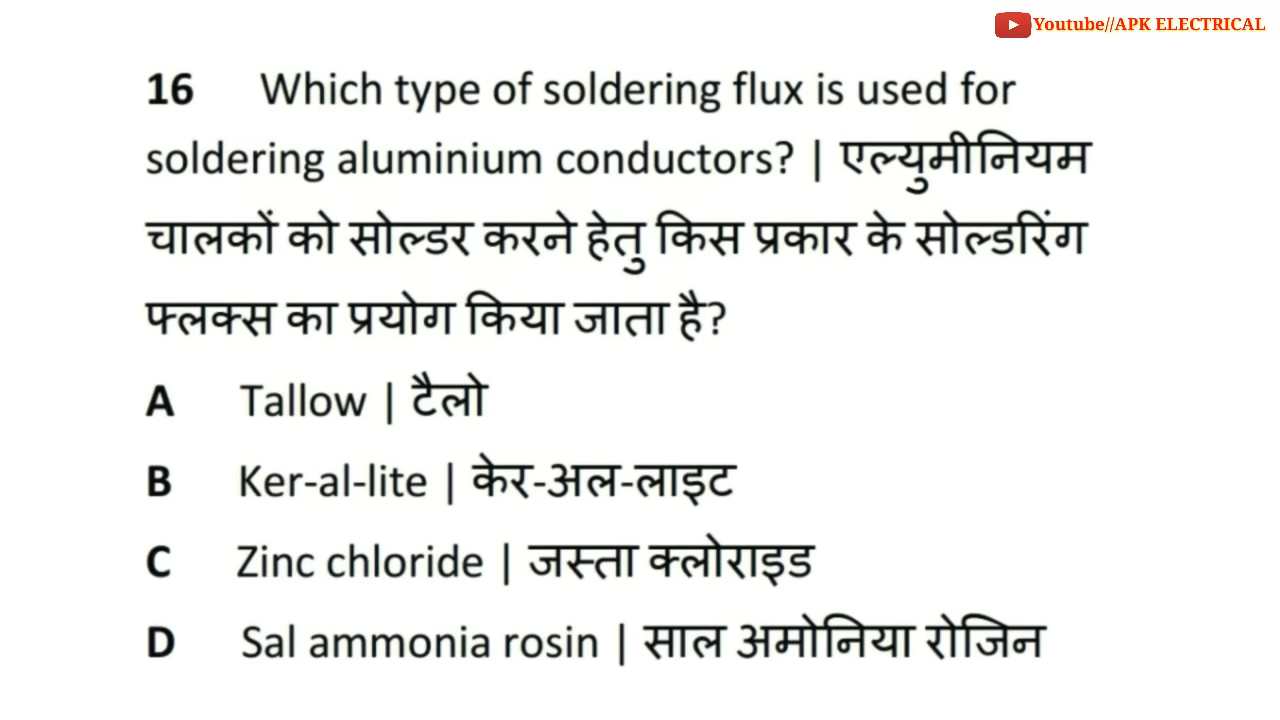 Youtube//APK ELECTRICAL
16 Which type of soldering flux is used for
soldering aluminium conductors? | एल्युमीनियम
चालकों को सोल्डर करने हेतु किस प्रकार के सोल्डरिंग
फ्लक्स का प्रयोग किया जाता है?
A Tallow | टैलो
B Ker-al-lite | केर-अल-लाइट
C Zinc chloride | जस्ता क्लोराइड
D Sal ammonia rosin | साल अमोनिया रोजिन